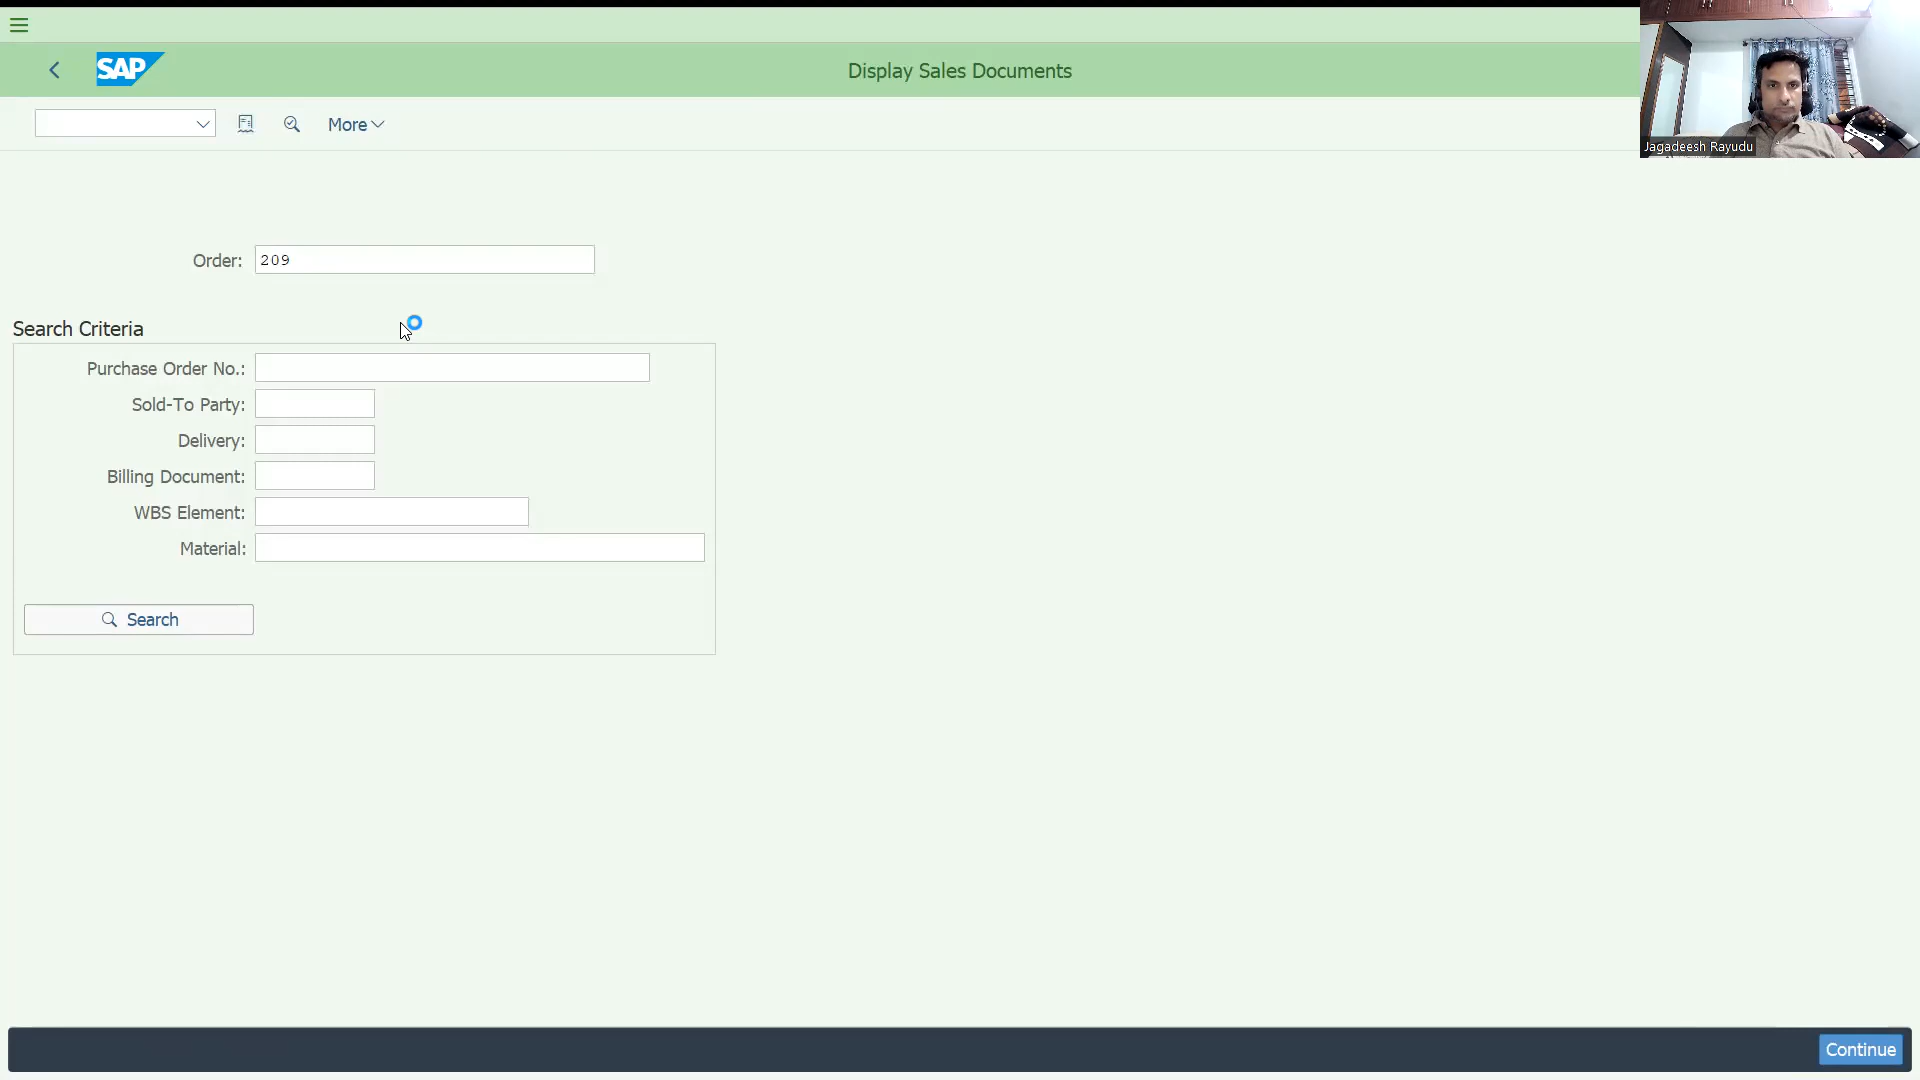 SAP
Display Sales Documents
More
Jagadeesh Rayudu
Order: 209
Search Criteria
Purchase Order No.:
Sold-To Party:
Delivery:
Billing Document:
WBS Element:
Material:
Search
Continue